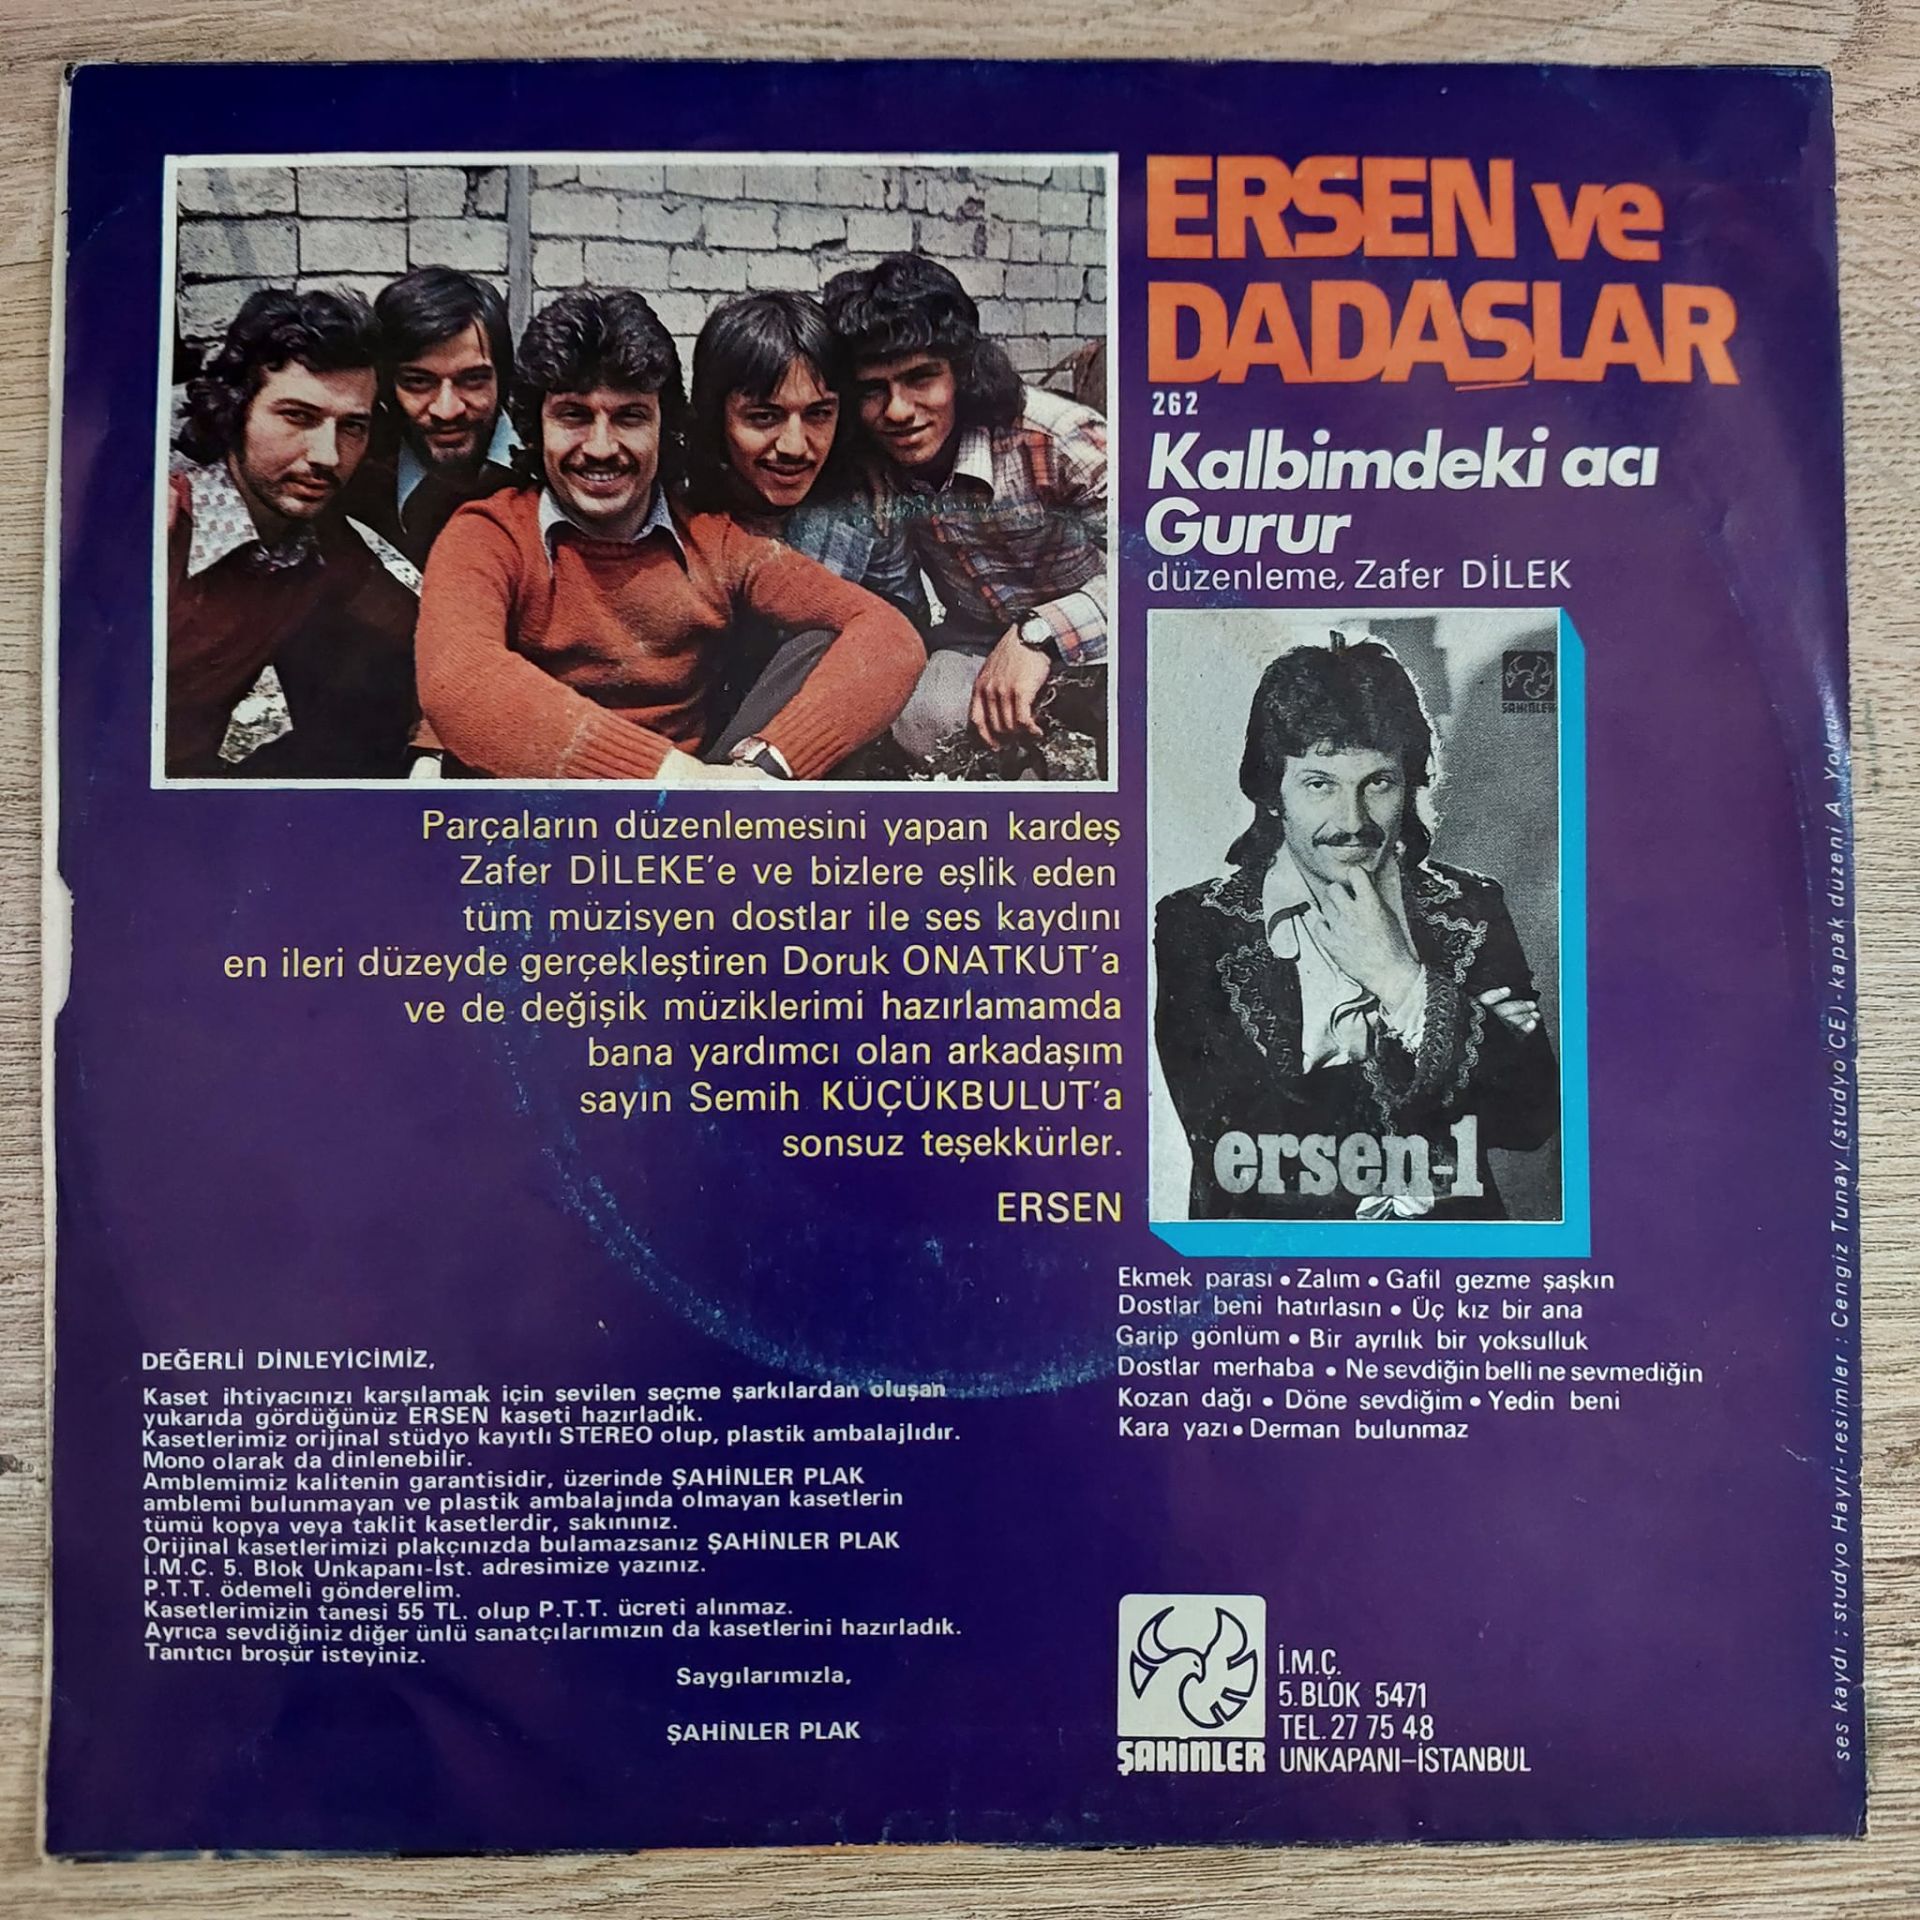 ERSEN ve
DADAŞLAR
262
Kalbimdeki acı
Gurur
düzenleme, Zafer DİLEK
ŞAHİNLER
ersen-1
Parçaların düzenlemesini yapan kardeş
Zafer DİLEKE'e ve bizlere eşlik eden
tüm müzisyen dostlar ile ses kaydını
en ileri düzeyde gerçekleştiren Doruk ONATKUT'a
ve de değişik müziklerimi hazırlamamda
bana yardımcı olan arkadaşım
sayın Semih KÜÇÜKBULUT'a
sonsuz teşekkürler.
ERSEN
Ekmek parası • Zalım • Gafil gezme şaşkın
Dostlar beni hatırlasın • Üç kız bir ana
Garip gönlüm • Bir ayrılık bir yoksulluk
Dostlar merhaba • Ne sevdiğin belli ne sevmediğin
Kozan dağı • Döne sevdiğim • Yedin beni
Kara yazı • Derman bulunmaz
DEĞERLİ DİNLEYİCİMİZ,
Kaset ihtiyacınızı karşılamak için sevilen seçme şarkılardan oluşan
yukarıda gördüğünüz ERSEN kaseti hazırladık.
Kasetlerimiz orijinal stüdyo kayıtlı STEREO olup, plastik ambalajlıdır.
Mono olarak da dinlenebilir.
Amblemimiz kalitenin garantisidir, üzerinde ŞAHİNLER PLAK
amblemi bulunmayan ve plastik ambalajında olmayan kasetlerin
tümü kopya veya taklit kasetlerdir, sakınınız.
Orijinal kasetlerimizi plakçınızda bulamazsanız ŞAHİNLER PLAK
İ.M.Ç. 5. Blok Unkapanı-İst. adresimize yazınız.
P.T.T. ödemeli gönderelim.
Kasetlerimizin tanesi 55 TL. olup P.T.T. ücreti alınmaz.
Ayrıca sevdiğiniz diğer ünlü sanatçılarımızın da kasetlerini hazırladık.
Tanıtıcı broşür isteyiniz.
Saygılarımızla,
ŞAHİNLER PLAK
ŞAHİNLER
İ.M.Ç.
5.BLOK 5471
TEL.27 75 48
UNKAPANI-İSTANBUL
ses kaydı ; studyo Hayri-resimler : Cengiz Tunay (stüdyo CE)-kapak düzeni A.